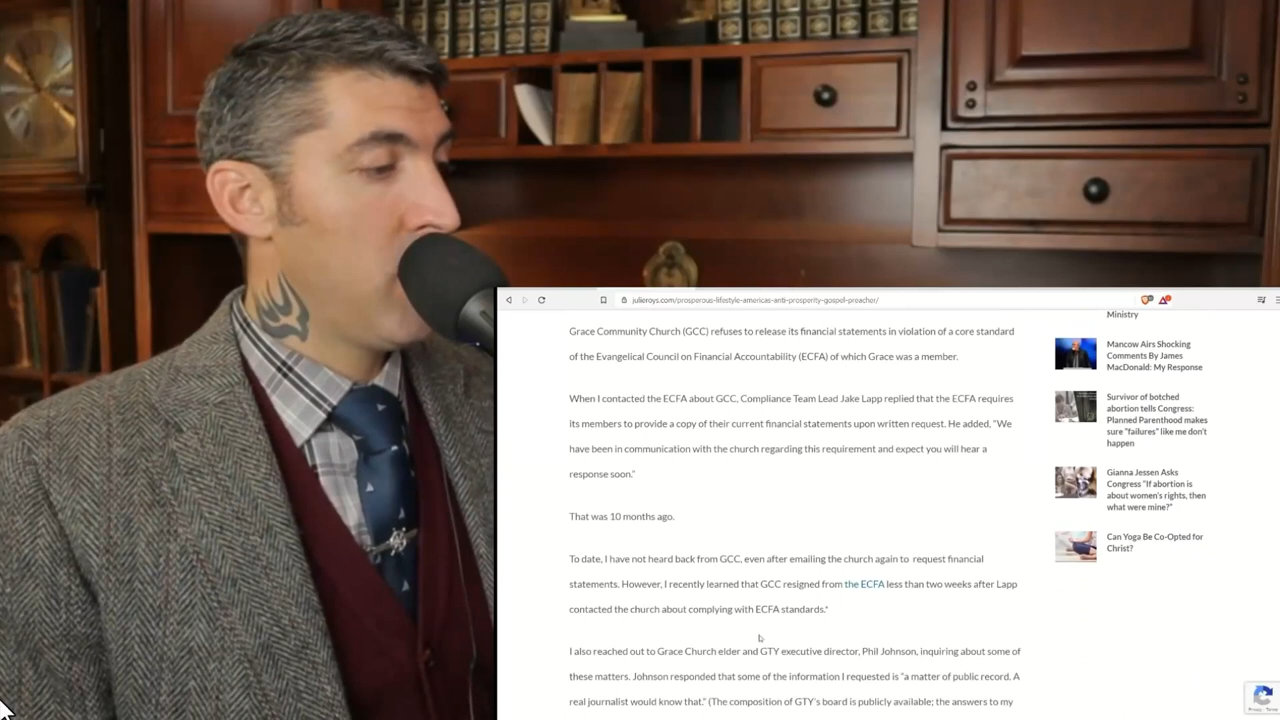 julieroys.com/prosperous-lifestyle-americas-anti-prosperity-gospel-preacher/
Grace Community Church (GCC) refuses to release its financial statements in violation of a core standard
of the Evangelical Council on Financial Accountability (ECFA) of which Grace was a member.
When I contacted the ECFA about GCC, Compliance Team Lead Jake Lapp replied that the ECFA requires
its members to provide a copy of their current financial statements upon written request. He added, “We
have been in communication with the church regarding this requirement and expect you will hear a
response soon.”
That was 10 months ago.
To date, I have not heard back from GCC, even after emailing the church again to request financial
statements. However, I recently learned that GCC resigned from the ECFA less than two weeks after Lapp
contacted the church about complying with ECFA standards.*
I also reached out to Grace Church elder and GTY executive director, Phil Johnson, inquiring about some of
these matters. Johnson responded that some of the information I requested is “a matter of public record. A
real journalist would know that.” (The composition of GTY’s board is publicly available; the answers to my
Ministry
Mancow Airs Shocking
Comments By James
MacDonald: My Response
Survivor of botched
abortion tells Congress:
Planned Parenthood makes
sure “failures” like me don’t
happen
Gianna Jessen Asks
Congress “If abortion is
about women’s rights, then
what were mine?”
Can Yoga Be Co-Opted for
Christ?